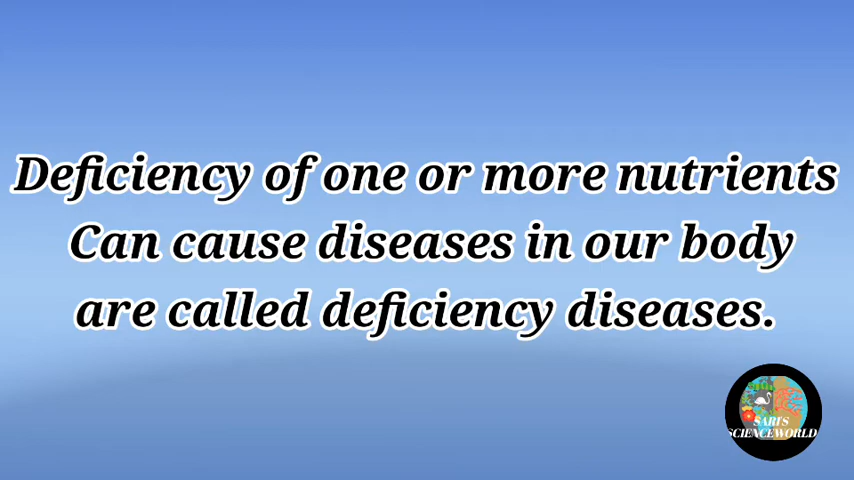 Deficiency of one or more nutrients
Can cause diseases in our body
are called deficiency diseases.
SARI'S
SCIENCEWORLD